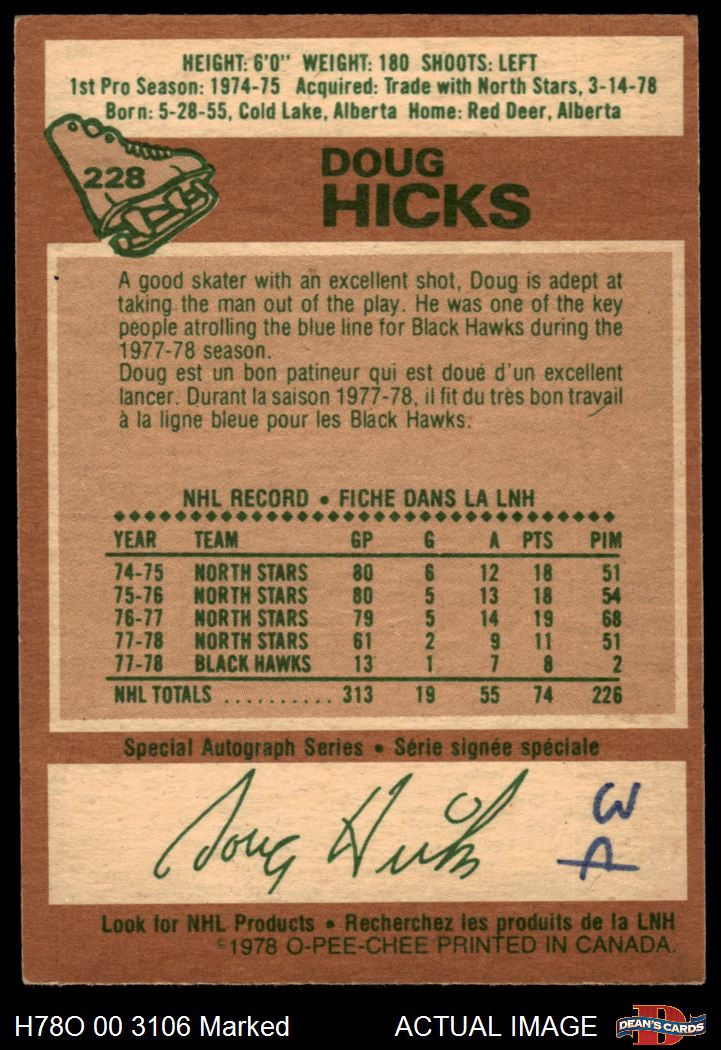 HEIGHT: 6'0" WEIGHT: 180 SHOOTS: LEFT
1st Pro Season: 1974-75 Acquired: Trade with North Stars, 3-14-78
Born: 5-28-55, Cold Lake, Alberta Home: Red Deer, Alberta
228
DOUG
HICKS
A good skater with an excellent shot, Doug is adept at
taking the man out of the play. He was one of the key
people atrolling the blue line for Black Hawks during the
1977-78 season.
Doug est un bon patineur qui est doué d'un excellent
lancer. Durant la saison 1977-78, il fit du très bon travail
à la ligne bleue pour les Black Hawks.
NHL RECORD • FICHE DANS LA LNH
YEAR TEAM GP G A PTS PIM
74-75 NORTH STARS 80 6 12 18 51
75-76 NORTH STARS 80 5 13 18 54
76-77 NORTH STARS 79 5 14 19 68
77-78 NORTH STARS 61 2 9 11 51
77-78 BLACK HAWKS 13 1 7 8 2
NHL TOTALS .......... 313 19 55 74 226
Special Autograph Series • Série signée spéciale
Doug Hicks
Look for NHL Products • Recherchez les produits de la LNH
©1978 O-PEE-CHEE PRINTED IN CANADA.
H78O 00 3106 Marked ACTUAL IMAGE DEAN'S CARDS